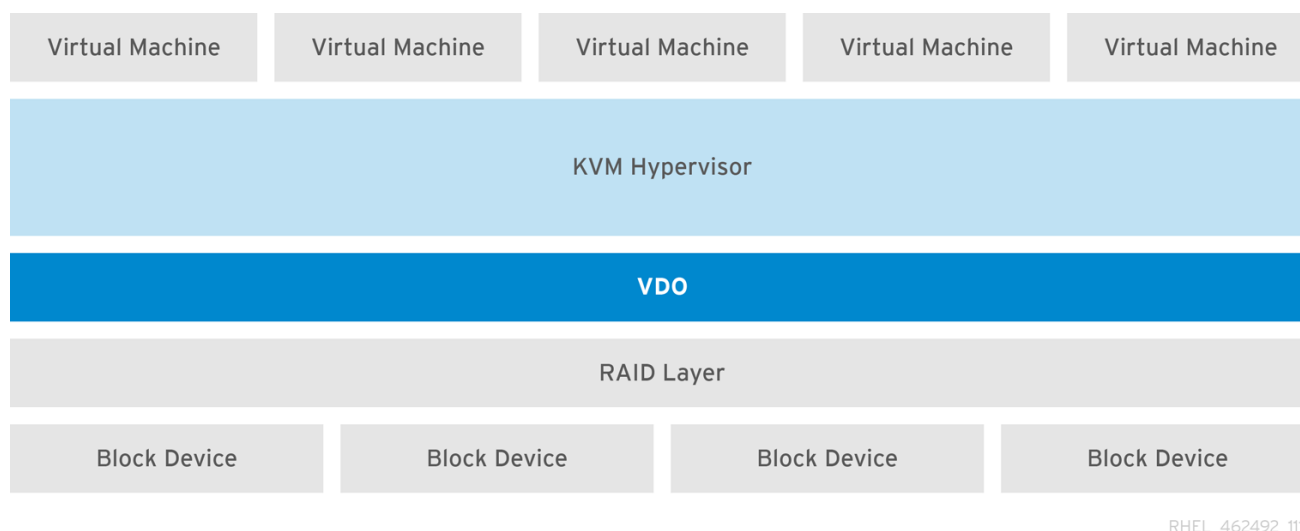 Virtual Machine Virtual Machine Virtual Machine Virtual Machine Virtual Machine
KVM Hypervisor
VDO
RAID Layer
Block Device Block Device Block Device Block Device
RHEL_462492_11